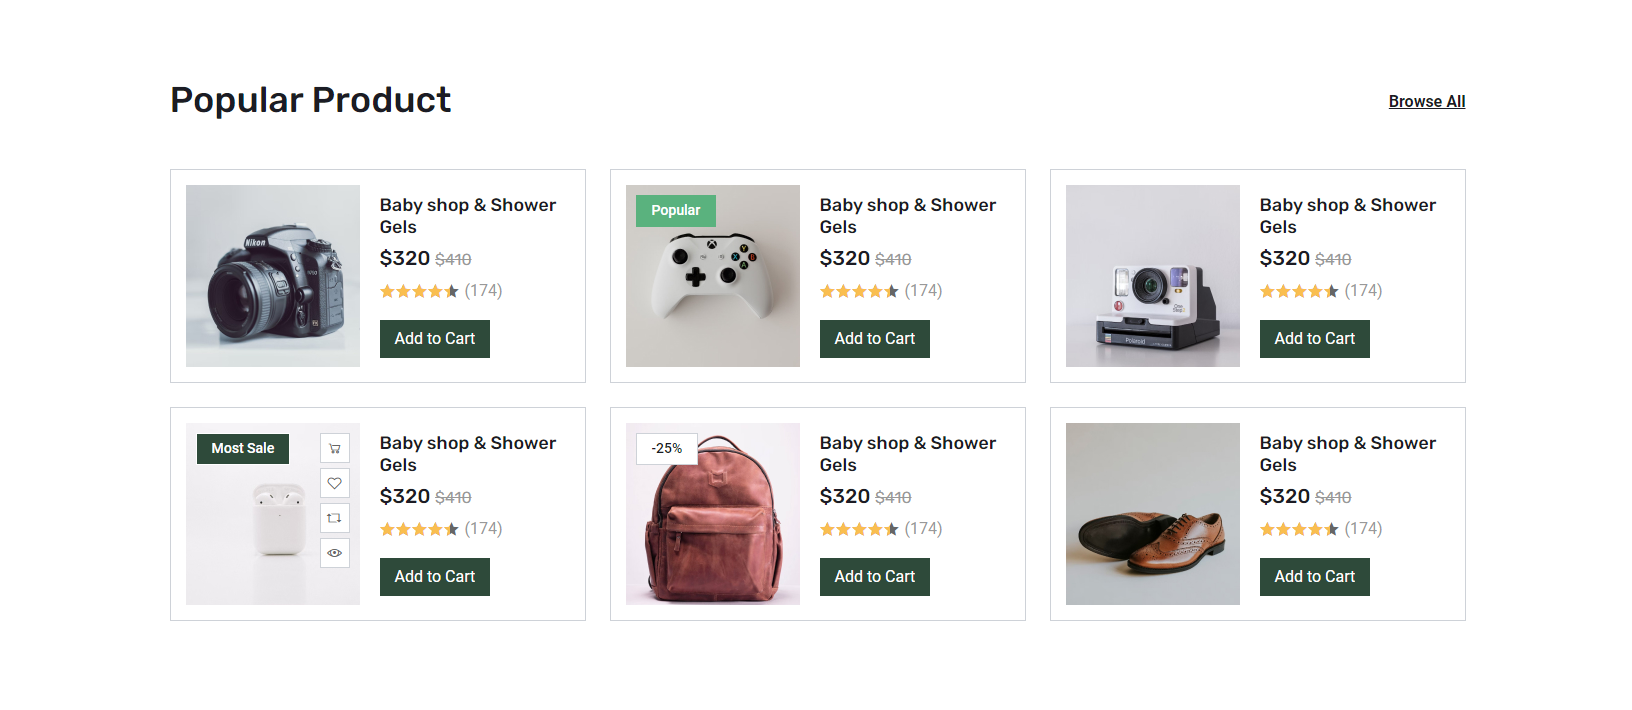 Popular Product
Browse All
Nikon
Baby shop & Shower
Gels
$320 $410
(174)
Add to Cart
Popular
Y
X
B
A
Baby shop & Shower
Gels
$320 $410
(174)
Add to Cart
One
Step
Polaroid
Baby shop & Shower
Gels
$320 $410
(174)
Add to Cart
Most Sale
Baby shop & Shower
Gels
$320 $410
(174)
Add to Cart
-25%
Baby shop & Shower
Gels
$320 $410
(174)
Add to Cart
Baby shop & Shower
Gels
$320 $410
(174)
Add to Cart